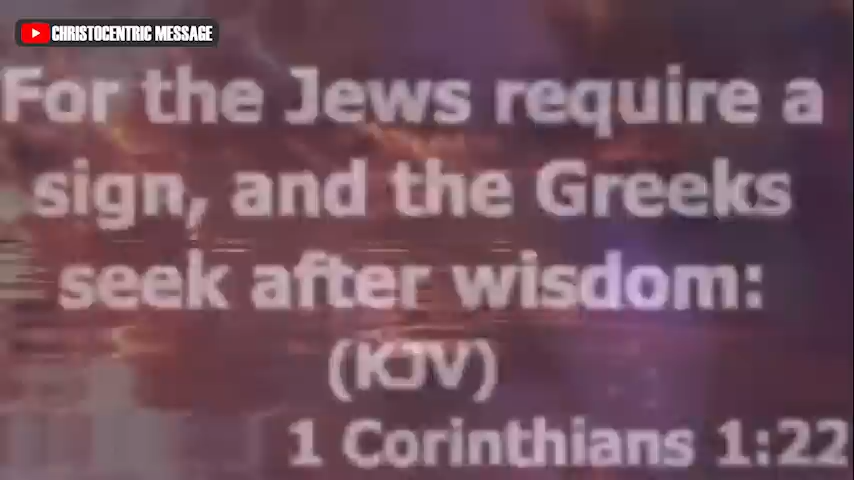 CHRISTOCENTRIC MESSAGE
For the Jews require a
sign, and the Greeks
seek after wisdom:
(KJV)
1 Corinthians 1:22